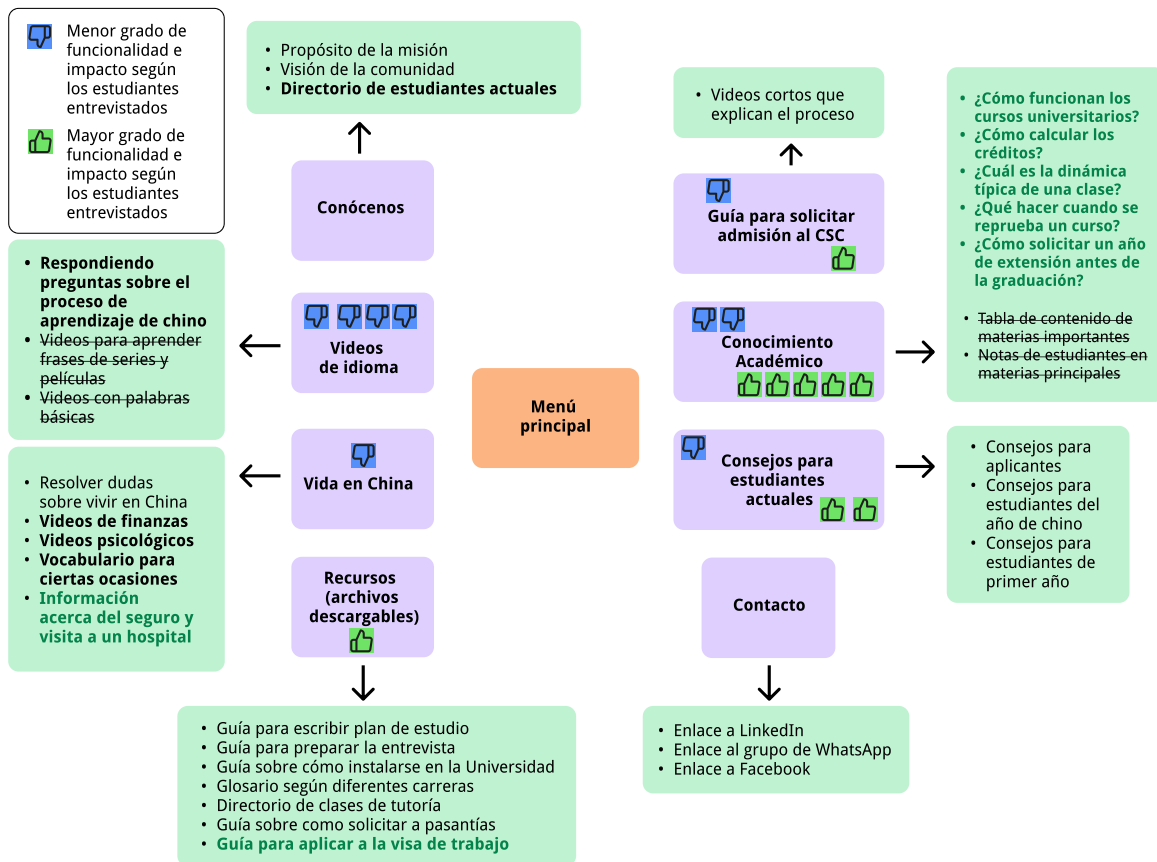 Menor grado de
funcionalidad e
impacto según
los estudiantes
entrevistados
Mayor grado de
funcionalidad e
impacto según
los estudiantes
entrevistados
• Propósito de la misión
• Visión de la comunidad
• Directorio de estudiantes actuales
Conócenos
• Respondiendo
preguntas sobre el
proceso de
aprendizaje de chino
• Videos para aprender
frases de series y
películas
• Videos con palabras
básicas
Videos
de idioma
• Resolver dudas
sobre vivir en China
• Videos de finanzas
• Videos psicológicos
• Vocabulario para
ciertas ocasiones
• Información
acerca del seguro y
visita a un hospital
Vida en China
Recursos
(archivos
descargables)
• Guía para escribir plan de estudio
• Guía para preparar la entrevista
• Guía sobre cómo instalarse en la Universidad
• Glosario según diferentes carreras
• Directorio de clases de tutoría
• Guía sobre como solicitar a pasantías
• Guía para aplicar a la visa de trabajo
Menú
principal
• Videos cortos que
explican el proceso
Guía para solicitar
admisión al CSC
Conocimiento
Académico
• ¿Cómo funcionan los
cursos universitarios?
• ¿Cómo calcular los
créditos?
• ¿Cuál es la dinámica
típica de una clase?
• ¿Qué hacer cuando se
reprueba un curso?
• ¿Cómo solicitar un año
de extensión antes de
la graduación?
• Tabla de contenido de
materias importantes
• Notas de estudiantes en
materias principales
Consejos para
estudiantes
actuales
• Consejos para
aplicantes
• Consejos para
estudiantes del
año de chino
• Consejos para
estudiantes de
primer año
Contacto
• Enlace a LinkedIn
• Enlace al grupo de WhatsApp
• Enlace a Facebook